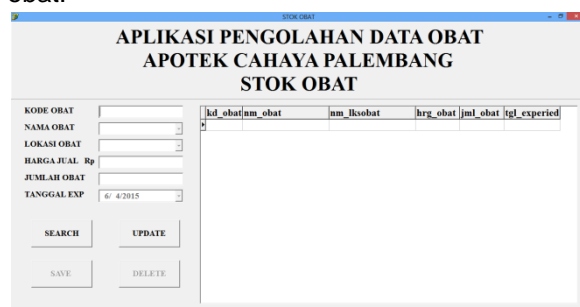 obat.
STOK OBAT
APLIKASI PENGOLAHAN DATA OBAT
APOTEK CAHAYA PALEMBANG
STOK OBAT
KODE OBAT
NAMA OBAT
LOKASI OBAT
HARGA JUAL Rp
JUMLAH OBAT
TANGGAL EXP 6/ 4/2015
SEARCH UPDATE
SAVE DELETE
kd_obat nm_obat nm_lksobat hrg_obat jml_obat tgl_experied